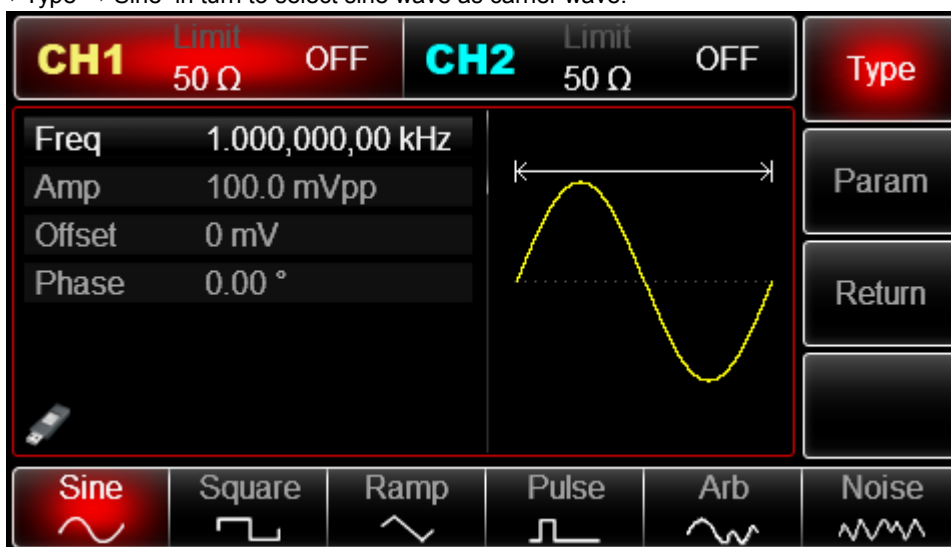 →Type → Sine in turn to select sine wave as carrier wave.
CH1 Limit 50 Ω OFF CH2 Limit 50 Ω OFF Type
Freq 1.000,000,00 kHz
Amp 100.0 mVpp
Param
Offset 0 mV
Phase 0.00 °
Return
Sine Square Ramp Pulse Arb Noise